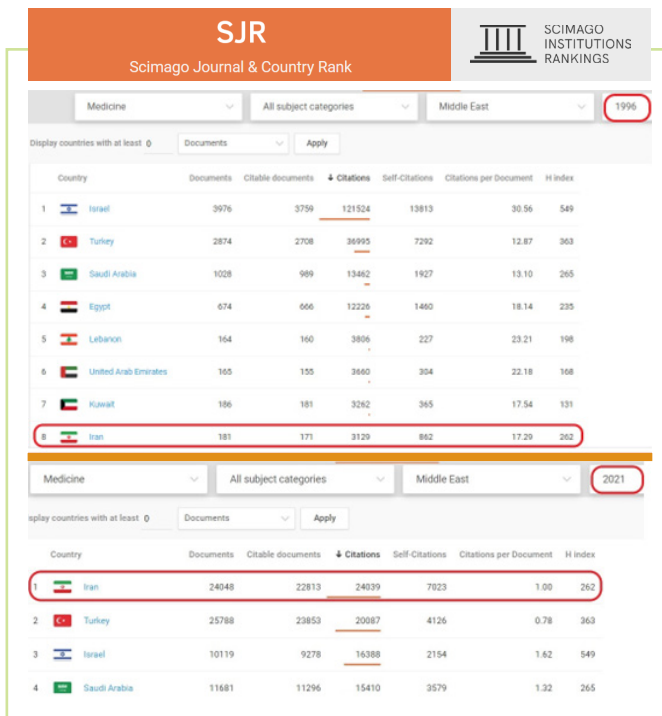 SJR
Scimago Journal & Country Rank
SCIMAGO
INSTITUTIONS
RANKINGS
Medicine All subject categories Middle East 1996
Display countries with at least 0 Documents Apply
Country Documents Citable documents ↓ Citations Self-Citations Citations per Document H index
1 Israel 3976 3759 121524 13813 30.56 549
2 Turkey 2874 2708 36995 7292 12.87 363
3 Saudi Arabia 1028 989 13462 1927 13.10 265
4 Egypt 674 666 12226 1460 18.14 235
5 Lebanon 164 160 3806 227 23.21 198
6 United Arab Emirates 165 155 3660 304 22.18 168
7 Kuwait 186 181 3262 365 17.54 131
8 Iran 181 171 3129 862 17.29 262
Medicine All subject categories Middle East 2021
splay countries with at least 0 Documents Apply
Country Documents Citable documents ↓ Citations Self-Citations Citations per Document H index
1 Iran 24048 22813 24039 7023 1.00 262
2 Turkey 25788 23853 20087 4126 0.78 363
3 Israel 10119 9278 16388 2154 1.62 549
4 Saudi Arabia 11681 11296 15410 3579 1.32 265